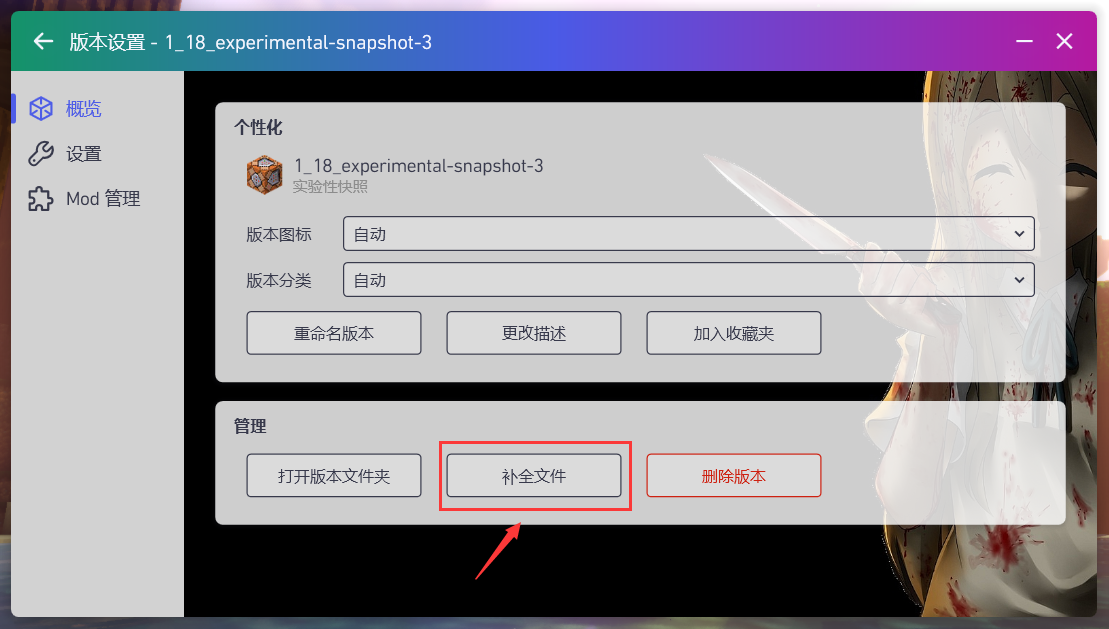 版本设置 - 1_18_experimental-snapshot-3
概览
设置
Mod 管理
个性化
1_18_experimental-snapshot-3
实验性快照
版本图标
自动
版本分类
自动
重命名版本
更改描述
加入收藏夹
管理
打开版本文件夹
补全文件
删除版本